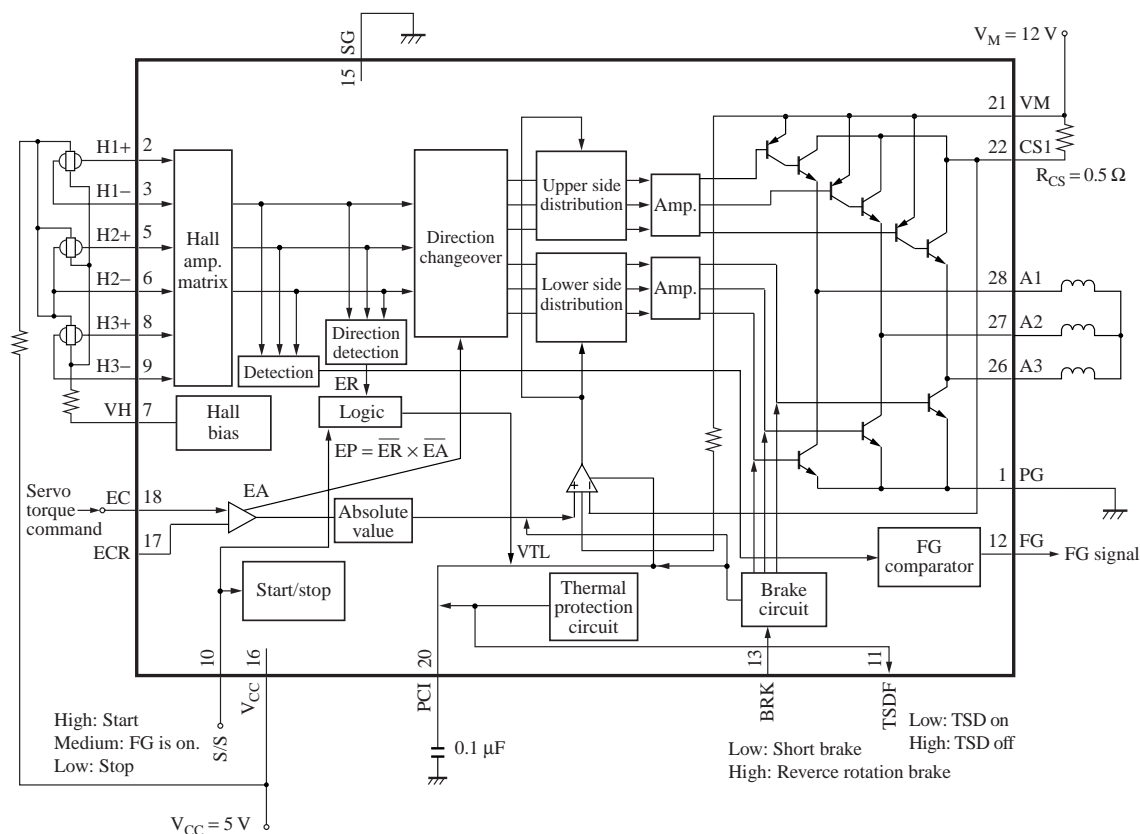 SG
15
V_M = 12 V
21 VM
22 CS1
R_CS = 0.5 Ω
H1+ 2
H1− 3
H2+ 5
H2− 6
H3+ 8
H3− 9
VH 7
Hall
amp.
matrix
Hall
bias
Direction
changeover
Upper side
distribution
Amp.
Lower side
distribution
Amp.
28 A1
27 A2
26 A3
Direction
detection
Detection
ER
Logic
EP = \overline{ER} × \overline{EA}
1 PG
Servo
torque
command
EC 18
EA
ECR 17
Absolute
value
VTL
+ −
FG
comparator
12 FG
FG signal
Start/stop
Thermal
protection
circuit
Brake
circuit
10
S/S
16
V_CC
20
PCI
13
BRK
11
TSDF
High: Start
Medium: FG is on.
Low: Stop
0.1 µF
Low: Short brake
High: Reverce rotation brake
Low: TSD on
High: TSD off
V_CC = 5 V